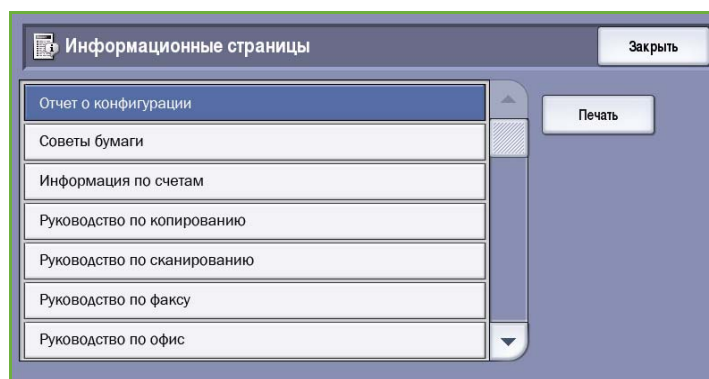 Информационные страницы
Закрыть
Отчет о конфигурации
Печать
Советы бумаги
Информация по счетам
Руководство по копированию
Руководство по сканированию
Руководство по факсу
Руководство по офис